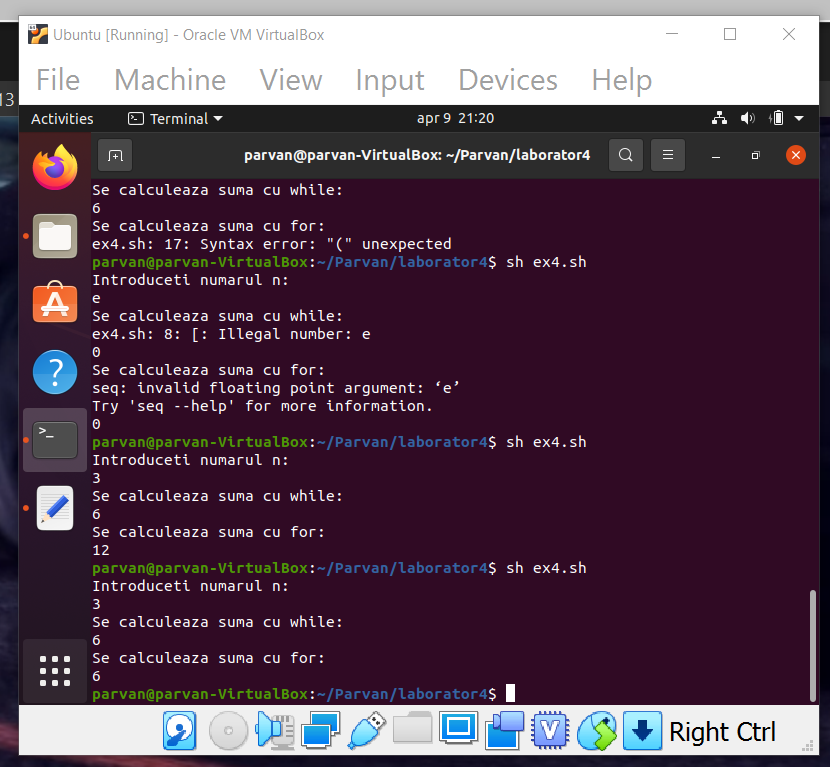 Ubuntu [Running] - Oracle VM VirtualBox
File Machine View Input Devices Help
13
Activities Terminal apr 9 21:20
parvan@parvan-VirtualBox: ~/Parvan/laborator4
Se calculeaza suma cu while:
6
Se calculeaza suma cu for:
ex4.sh: 17: Syntax error: "(" unexpected
parvan@parvan-VirtualBox:~/Parvan/laborator4$ sh ex4.sh
Introduceti numarul n:
e
Se calculeaza suma cu while:
ex4.sh: 8: [: Illegal number: e
0
Se calculeaza suma cu for:
seq: invalid floating point argument: ‘e’
Try 'seq --help' for more information.
0
parvan@parvan-VirtualBox:~/Parvan/laborator4$ sh ex4.sh
Introduceti numarul n:
3
Se calculeaza suma cu while:
6
Se calculeaza suma cu for:
12
parvan@parvan-VirtualBox:~/Parvan/laborator4$ sh ex4.sh
Introduceti numarul n:
3
Se calculeaza suma cu while:
6
Se calculeaza suma cu for:
6
parvan@parvan-VirtualBox:~/Parvan/laborator4$
Right Ctrl